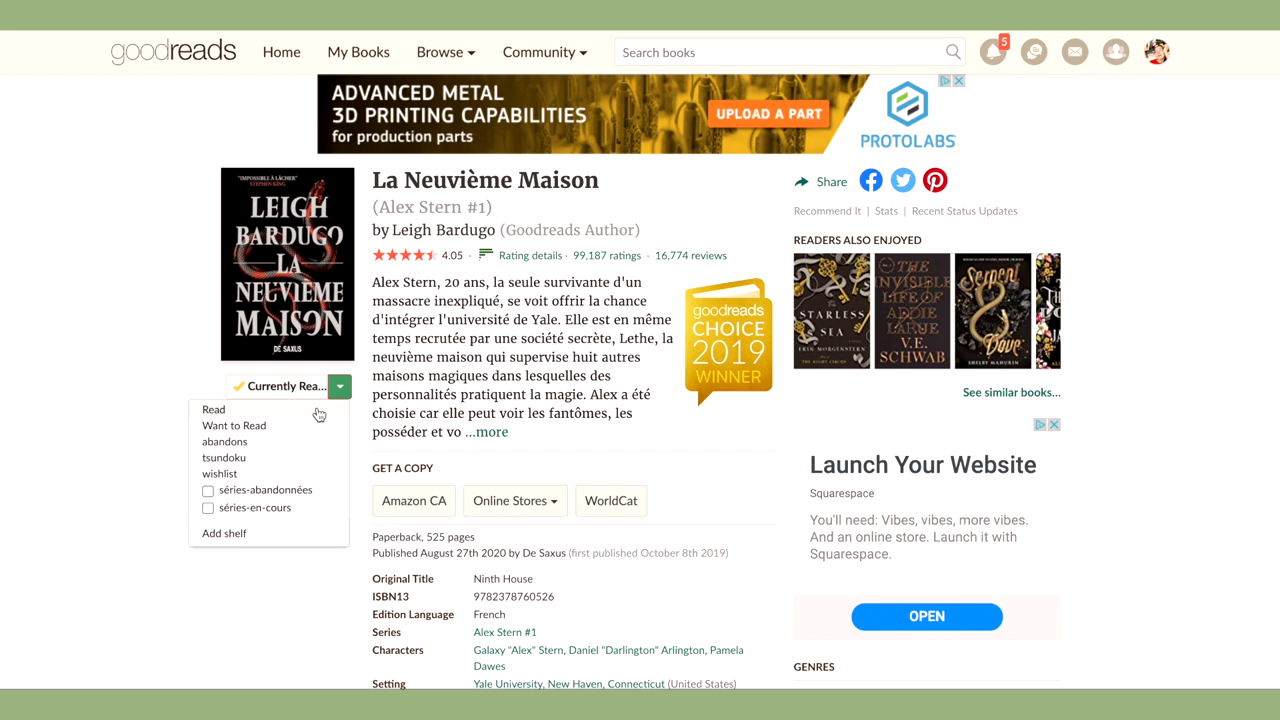 goodreads Home My Books Browse Community Search books 5
ADVANCED METAL
3D PRINTING CAPABILITIES
for production parts
UPLOAD A PART
PROTOLABS
"IMPOSSIBLE À LÂCHER"
STEPHEN KING
LEIGH
BARDUGO
LA
NEUVIÈME
MAISON
DE SAXUS
Currently Rea...
Read
Want to Read
abandons
tsundoku
wishlist
séries-abandonnées
séries-en-cours
Add shelf
La Neuvième Maison
(Alex Stern #1)
by Leigh Bardugo (Goodreads Author)
4.05 · Rating details · 99,187 ratings · 16,774 reviews
Alex Stern, 20 ans, la seule survivante d'un
massacre inexpliqué, se voit offrir la chance
d'intégrer l'université de Yale. Elle est en même
temps recrutée par une société secrète, Lethe, la
neuvième maison qui supervise huit autres
maisons magiques dans lesquelles des
personnalités pratiquent la magie. Alex a été
choisie car elle peut voir les fantômes, les
posséder et vo ...more
goodreads
CHOICE
2019
WINNER
GET A COPY
Amazon CA Online Stores WorldCat
Paperback, 525 pages
Published August 27th 2020 by De Saxus (first published October 8th 2019)
Original Title Ninth House
ISBN13 9782378760526
Edition Language French
Series Alex Stern #1
Characters Galaxy "Alex" Stern, Daniel "Darlington" Arlington, Pamela
Dawes
Setting Yale University, New Haven, Connecticut (United States)
Share
Recommend It | Stats | Recent Status Updates
READERS ALSO ENJOYED
THE
STARLESS
SEA
ERIN MORGENSTERN
THE INVISIBLE
LIFE OF
ADDIE
LARUE
V.E.
SCHWAB
Serpent
&
Dove
SHELBY MAHURIN
See similar books...
Launch Your Website
Squarespace
You'll need: Vibes, vibes, more vibes.
And an online store. Launch it with
Squarespace.
OPEN
GENRES